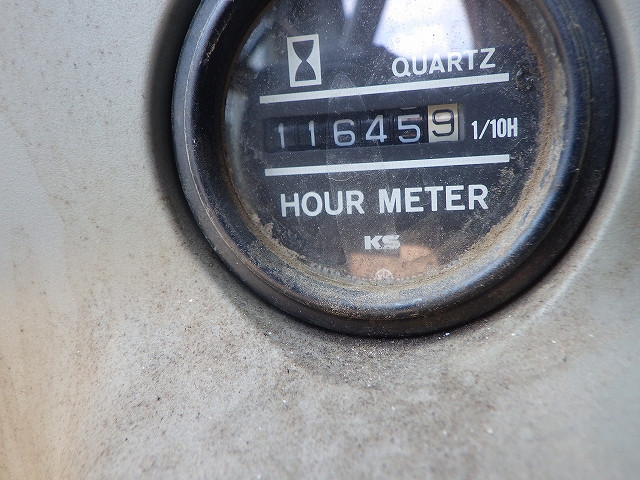 QUARTZ
116459 1/10H
HOUR METER
KS